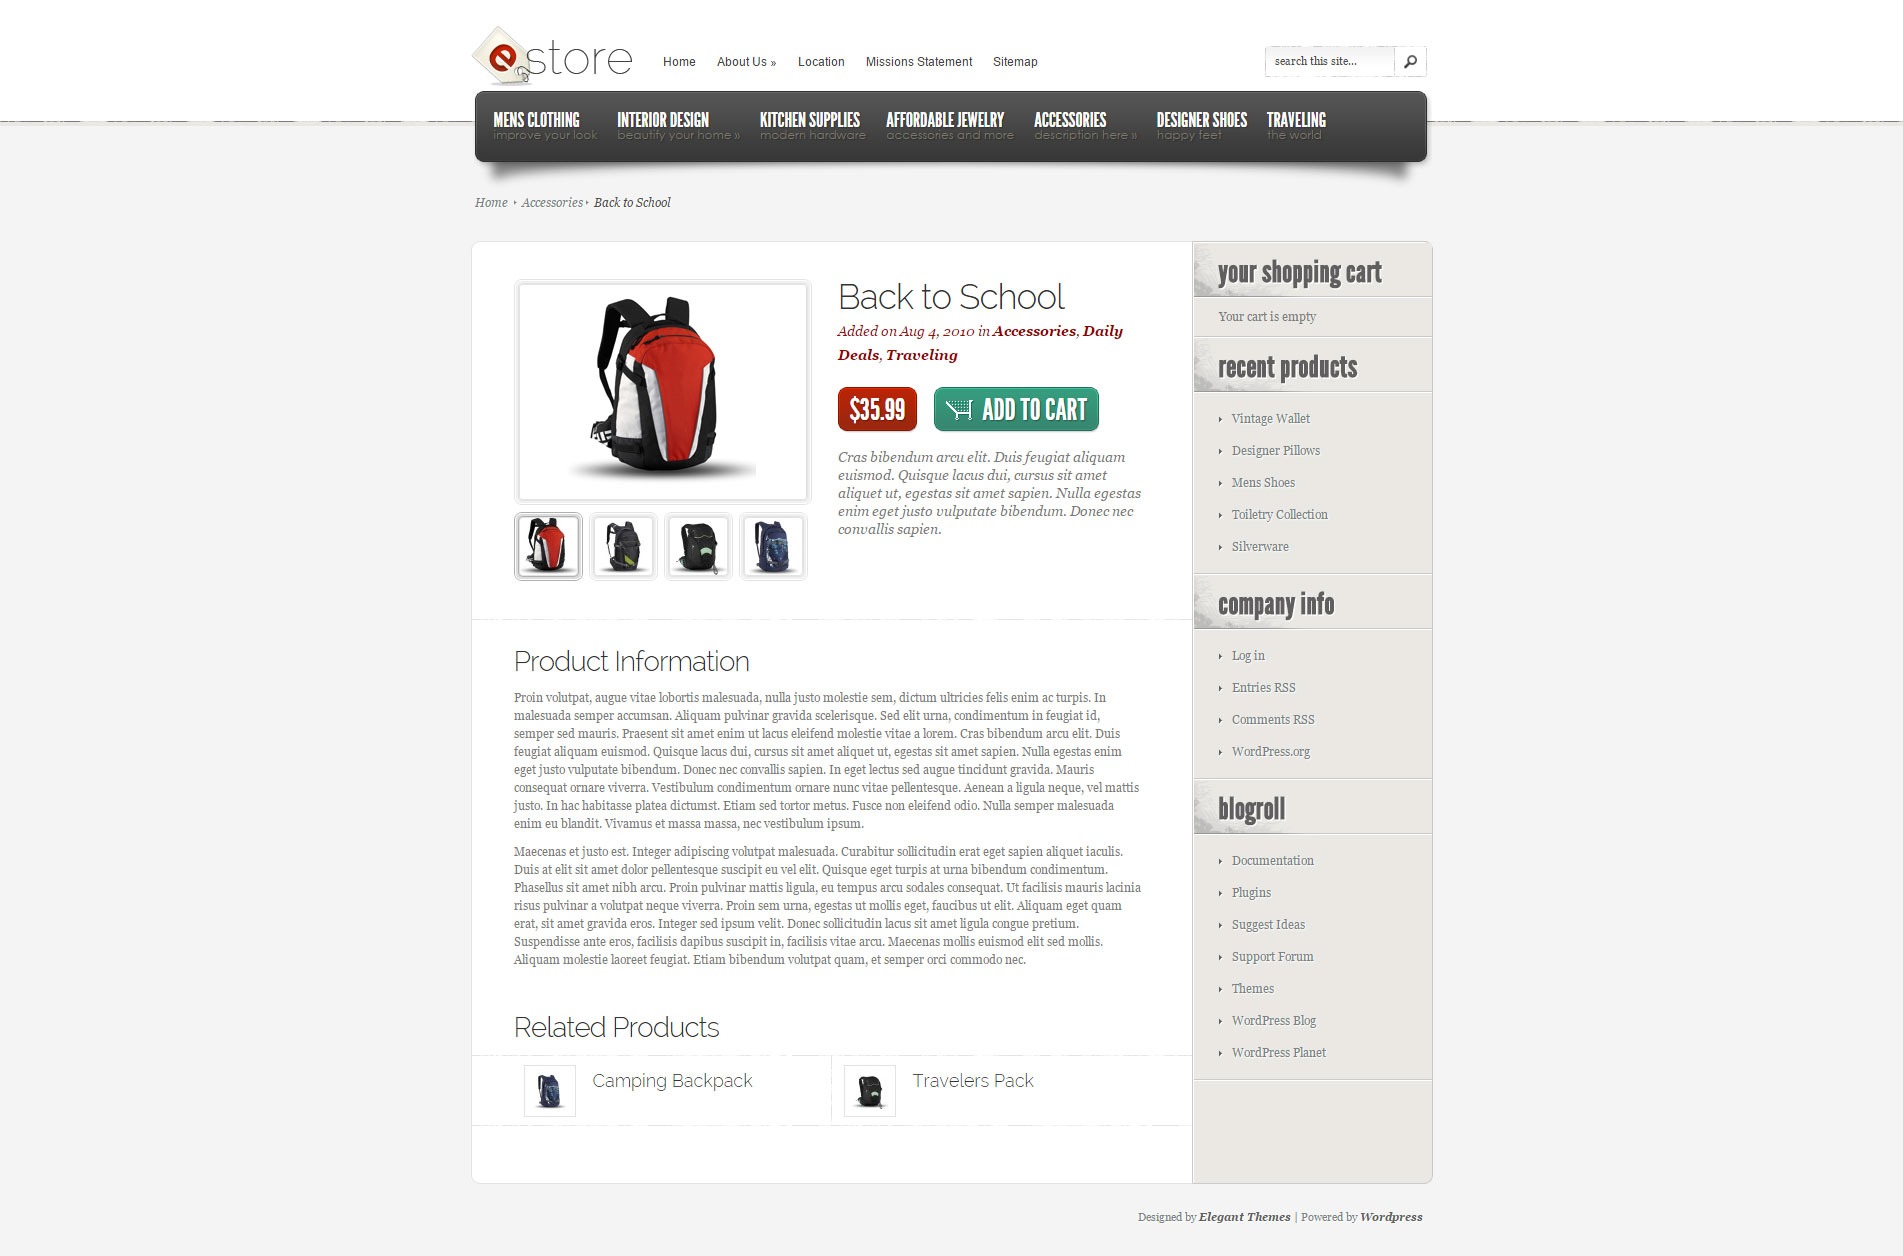 estore
Home About Us » Location Missions Statement Sitemap
search this site...
MENS CLOTHING
improve your look
INTERIOR DESIGN
beautify your home »
KITCHEN SUPPLIES
modern hardware
AFFORDABLE JEWELRY
accessories and more
ACCESSORIES
description here »
DESIGNER SHOES
happy feet
TRAVELING
the world
Home Accessories Back to School
Back to School
Added on Aug 4, 2010 in Accessories, Daily
Deals, Traveling
$35.99 ADD TO CART
Cras bibendum arcu elit. Duis feugiat aliquam
euismod. Quisque lacus dui, cursus sit amet
aliquet ut, egestas sit amet sapien. Nulla egestas
enim eget justo vulputate bibendum. Donec nec
convallis sapien.
Product Information
Proin volutpat, augue vitae lobortis malesuada, nulla justo molestie sem, dictum ultricies felis enim ac turpis. In
malesuada semper accumsan. Aliquam pulvinar gravida scelerisque. Sed elit urna, condimentum in feugiat id,
semper sed mauris. Praesent sit amet enim ut lacus eleifend molestie vitae a lorem. Cras bibendum arcu elit. Duis
feugiat aliquam euismod. Quisque lacus dui, cursus sit amet aliquet ut, egestas sit amet sapien. Nulla egestas enim
eget justo vulputate bibendum. Donec nec convallis sapien. In eget lectus sed augue tincidunt gravida. Mauris
consequat ornare viverra. Vestibulum condimentum ornare nunc vitae pellentesque. Aenean a ligula neque, vel mattis
justo. In hac habitasse platea dictumst. Etiam sed tortor metus. Fusce non eleifend odio. Nulla semper malesuada
enim eu blandit. Vivamus et massa massa, nec vestibulum ipsum.
Maecenas et justo est. Integer adipiscing volutpat malesuada. Curabitur sollicitudin erat eget sapien aliquet iaculis.
Duis at elit sit amet dolor pellentesque suscipit eu vel elit. Quisque eget turpis at urna bibendum condimentum.
Phasellus sit amet nibh arcu. Proin pulvinar mattis ligula, eu tempus arcu sodales consequat. Ut facilisis mauris lacinia
risus pulvinar a volutpat neque viverra. Proin sem urna, egestas ut mollis eget, faucibus ut elit. Aliquam eget quam
erat, sit amet gravida eros. Integer sed ipsum velit. Donec sollicitudin lacus sit amet ligula congue pretium.
Suspendisse ante eros, facilisis dapibus suscipit in, facilisis vitae arcu. Maecenas mollis euismod elit sed mollis.
Aliquam molestie laoreet feugiat. Etiam bibendum volutpat quam, et semper orci commodo nec.
Related Products
Camping Backpack
Travelers Pack
your shopping cart
Your cart is empty
recent products
Vintage Wallet
Designer Pillows
Mens Shoes
Toiletry Collection
Silverware
company info
Log in
Entries RSS
Comments RSS
WordPress.org
blogroll
Documentation
Plugins
Suggest Ideas
Support Forum
Themes
WordPress Blog
WordPress Planet
Designed by Elegant Themes | Powered by Wordpress